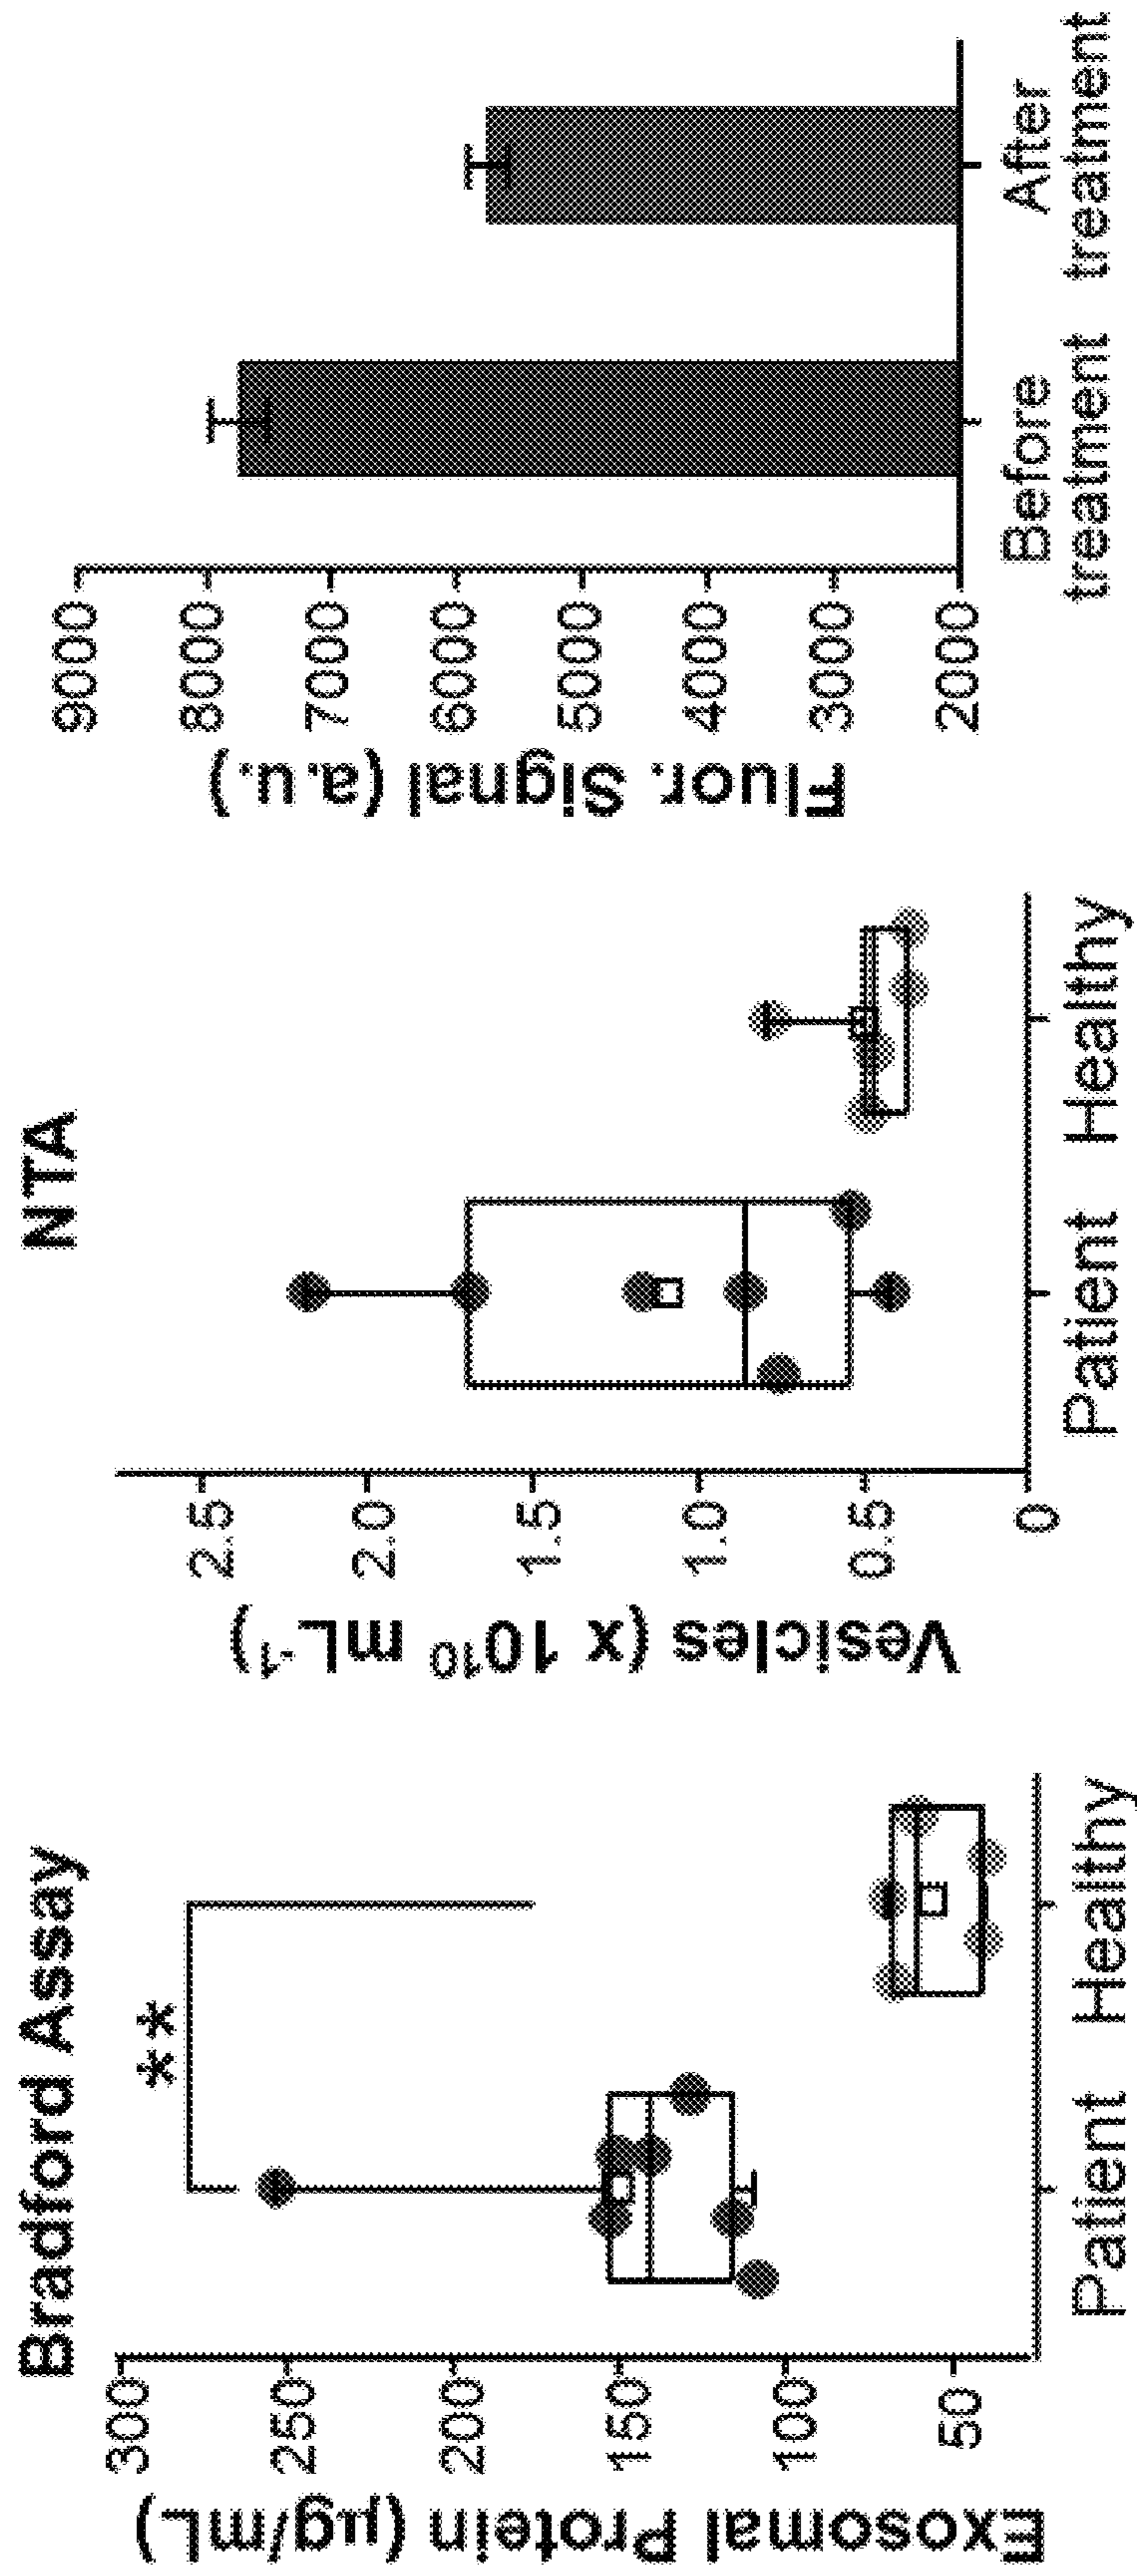 Bradford Assay
**
Exosomal Protein (µg/mL)
300
250
200
150
100
50
Patient Healthy
NTA
Vesicles (x 10¹⁰ mL⁻¹)
2.5
2.0
1.5
1.0
0.5
0
Patient Healthy
Fluor. Signal (a.u.)
9000
8000
7000
6000
5000
4000
3000
2000
Before After
treatment treatment